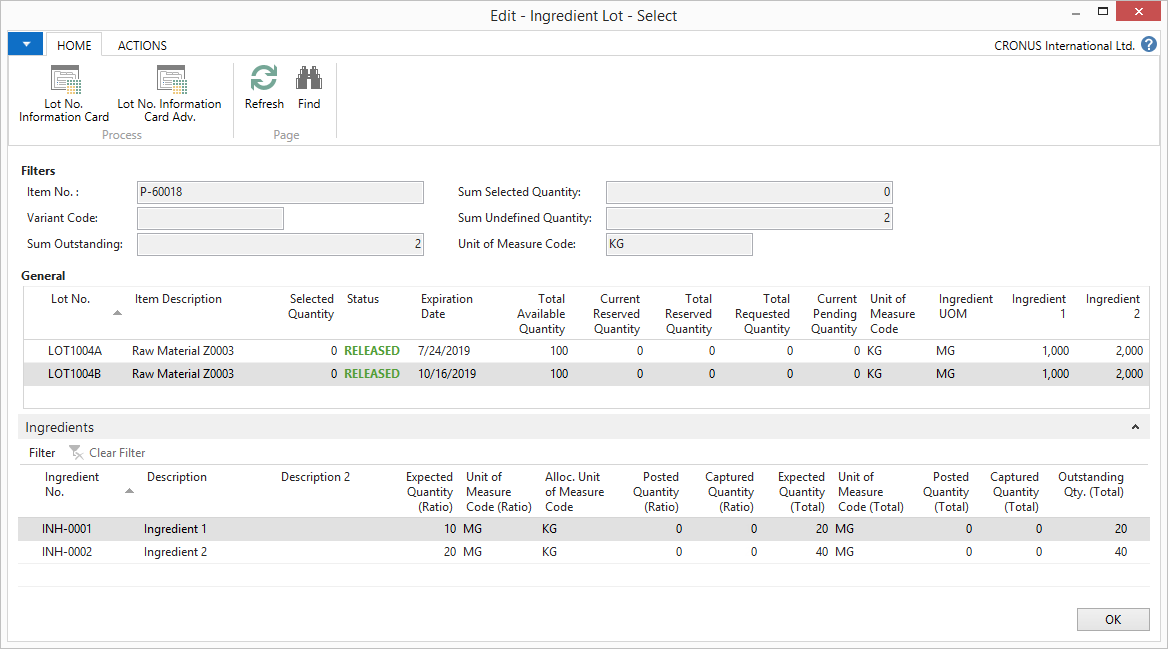 Edit - Ingredient Lot - Select
HOME ACTIONS CRONUS International Ltd. ?
Lot No. Information Card
Lot No. Information Card Adv.
Refresh Find
Process Page
Filters
Item No. : P-60018 Sum Selected Quantity: 0
Variant Code: Sum Undefined Quantity: 2
Sum Outstanding: 2 Unit of Measure Code: KG
General
Lot No. Item Description Selected Quantity Status Expiration Date Total Available Quantity Current Reserved Quantity Total Reserved Quantity Total Requested Quantity Current Pending Quantity Unit of Measure Code Ingredient UOM Ingredient 1 Ingredient 2
LOT1004A Raw Material Z0003 0 RELEASED 7/24/2019 100 0 0 0 0 KG MG 1,000 2,000
LOT1004B Raw Material Z0003 0 RELEASED 10/16/2019 100 0 0 0 0 KG MG 1,000 2,000
Ingredients
Filter Clear Filter
Ingredient No. Description Description 2 Expected Quantity (Ratio) Unit of Measure Code (Ratio) Alloc. Unit of Measure Code Posted Quantity (Ratio) Captured Quantity (Ratio) Expected Quantity (Total) Unit of Measure Code (Total) Posted Quantity (Total) Captured Quantity (Total) Outstanding Qty. (Total)
INH-0001 Ingredient 1 10 MG KG 0 0 20 MG 0 0 20
INH-0002 Ingredient 2 20 MG KG 0 0 40 MG 0 0 40
OK